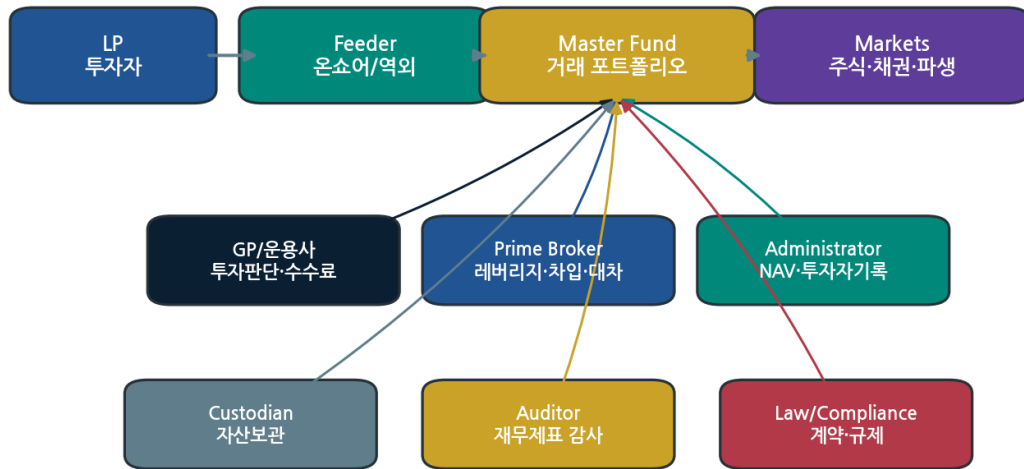 LP
투자자
Feeder
온쇼어/역외
Master Fund
거래 포트폴리오
Markets
주식·채권·파생
GP/운용사
투자판단·수수료
Prime Broker
레버리지·차입·대차
Administrator
NAV·투자자기록
Custodian
자산보관
Auditor
재무제표 감사
Law/Compliance
계약·규제